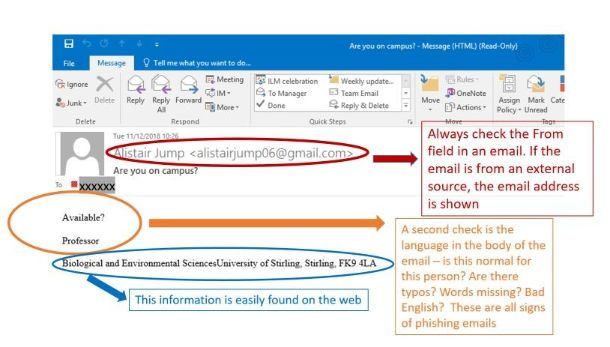 Are you on campus? - Message (HTML) (Read-Only)
File Message Tell me what you want to do...
Ignore
Junk
Delete
Reply
Reply All
Forward
Meeting
IM
More
ILM celebration
To Manager
Done
Weekly update...
Team Email
Reply & Delete
Move
Rules
OneNote
Actions
Assign Policy
Mark Unread
Cate
Delete Respond Quick Steps Move Tags
Tue 11/12/2018 10:26
Alistair Jump <alistairjump06@gmail.com>
Are you on campus?
To xxxxxx
Available?
Professor
Biological and Environmental SciencesUniversity of Stirling, Stirling, FK9 4LA
Always check the From
field in an email. If the
email is from an external
source, the email address
is shown
A second check is the
language in the body of the
email – is this normal for
this person? Are there
typos? Words missing? Bad
English? These are all signs
of phishing emails
This information is easily found on the web